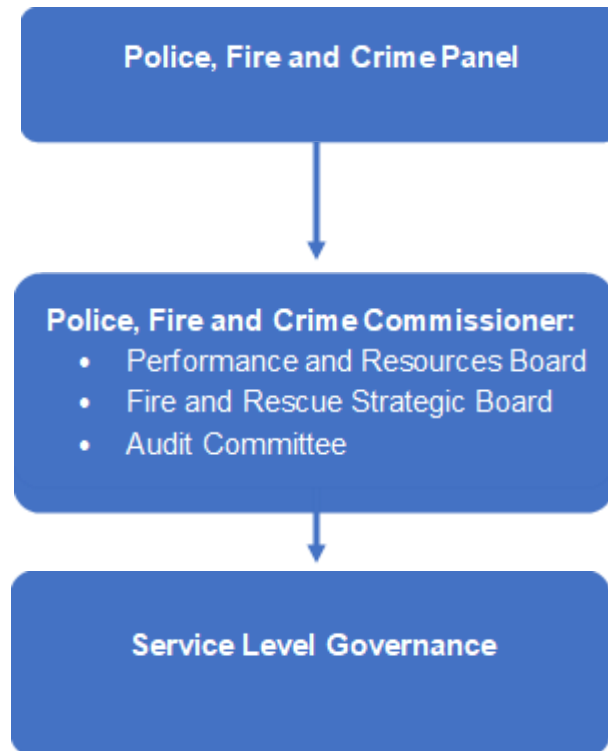 Police, Fire and Crime Panel
Police, Fire and Crime Commissioner:
• Performance and Resources Board
• Fire and Rescue Strategic Board
• Audit Committee
Service Level Governance